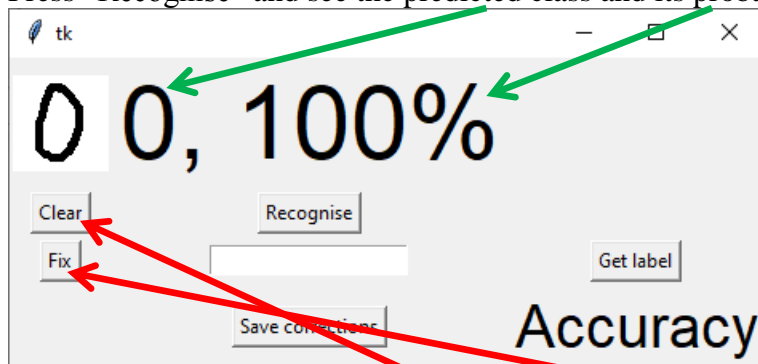 Press "Recognise" and see the predicted class and its
tk
0 0, 100%
Clear Recognise
Fix Get label
Save corrections Accuracy